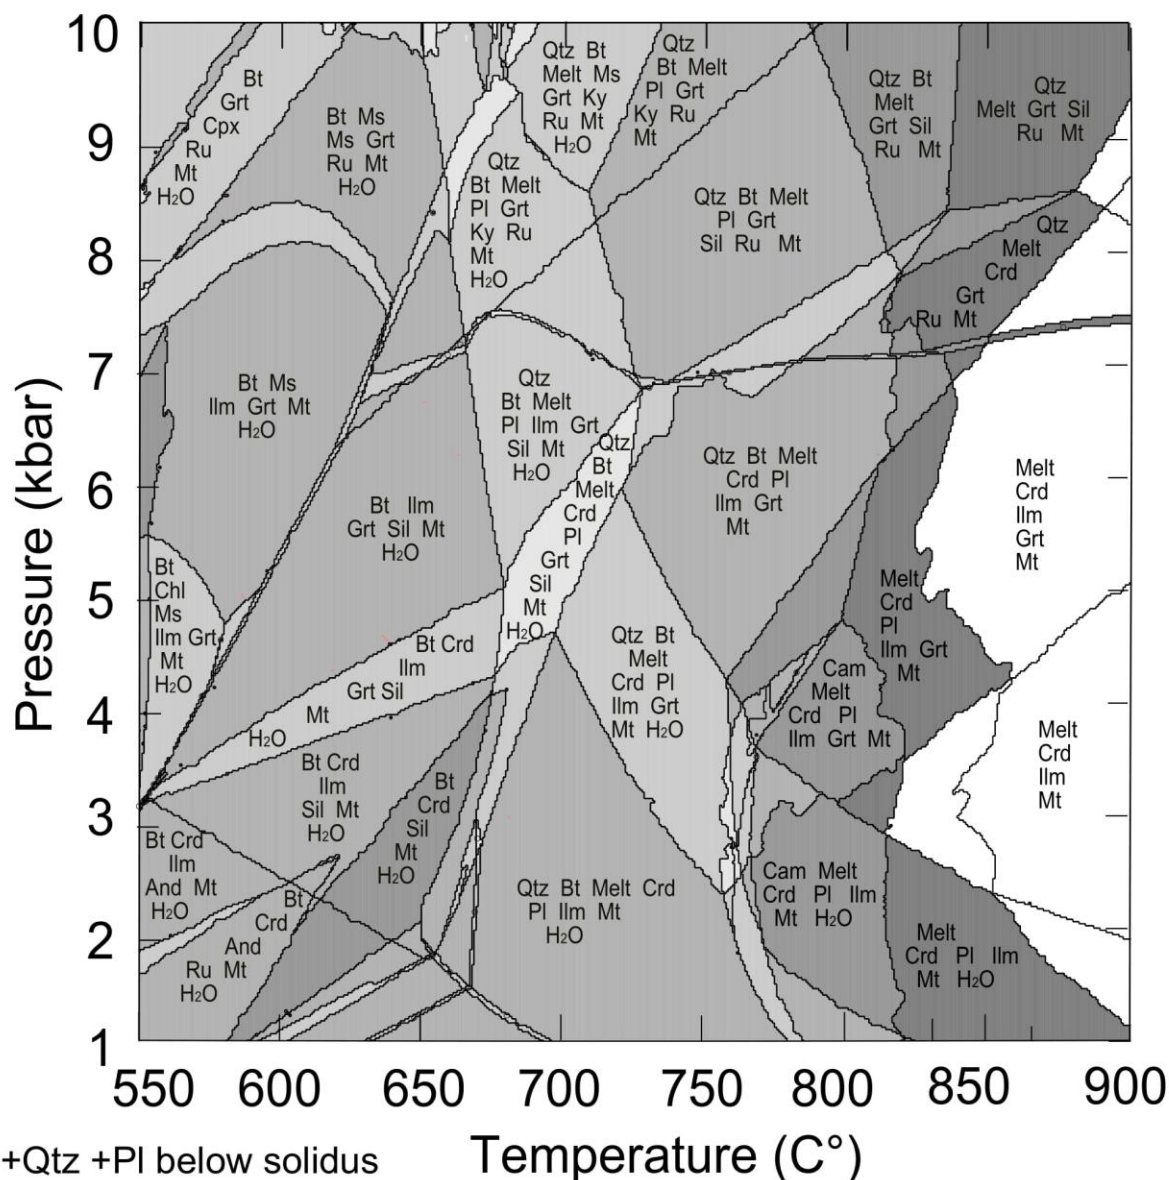 10
9
8
7
6
5
4
3
2
1
Pressure (kbar)
Bt
Grt
Cpx
Ru
Mt
H2O
Bt Ms
Ms Grt
Ru Mt
H2O
Qtz Bt
Melt Ms
Grt Ky
Ru Mt
H2O
Qtz
Bt Melt
Pl Grt
Ky Ru
Mt
Qtz Bt
Melt
Grt Sil
Ru Mt
Qtz
Melt Grt Sil
Ru Mt
Qtz
Bt Melt
Pl Grt
Ky Ru
Mt
H2O
Qtz Bt Melt
Pl Grt
Sil Ru Mt
Qtz
Melt
Crd
Grt
Ru Mt
Bt Ms
Ilm Grt Mt
H2O
Qtz
Bt Melt
Pl Ilm Grt
Sil Mt
H2O
Qtz
Bt
Melt
Crd
Pl
Grt
Sil
Mt
H2O
Qtz Bt Melt
Crd Pl
Ilm Grt
Mt
Melt
Crd
Ilm
Grt
Mt
Bt Ilm
Grt Sil Mt
H2O
Bt
Chl
Ms
Ilm Grt
Mt
H2O
Melt
Crd
Pl
Ilm Grt
Mt
Bt Crd
Ilm
Grt Sil
Mt
H2O
Qtz Bt
Melt
Crd Pl
Ilm Grt
Mt H2O
Cam
Melt
Crd Pl
Ilm Grt Mt
Melt
Crd
Ilm
Mt
Bt Crd
Ilm
Sil Mt
H2O
Bt
Crd
Sil
Mt
H2O
Bt Crd
Ilm
And Mt
H2O
Bt
Crd
And
Ru Mt
H2O
Qtz Bt Melt Crd
Pl Ilm Mt
H2O
Cam Melt
Crd Pl Ilm
Mt H2O
Melt
Crd Pl Ilm
Mt H2O
550 600 650 700 750 800 850 900
+Qtz +Pl below solidus
Temperature (C°)